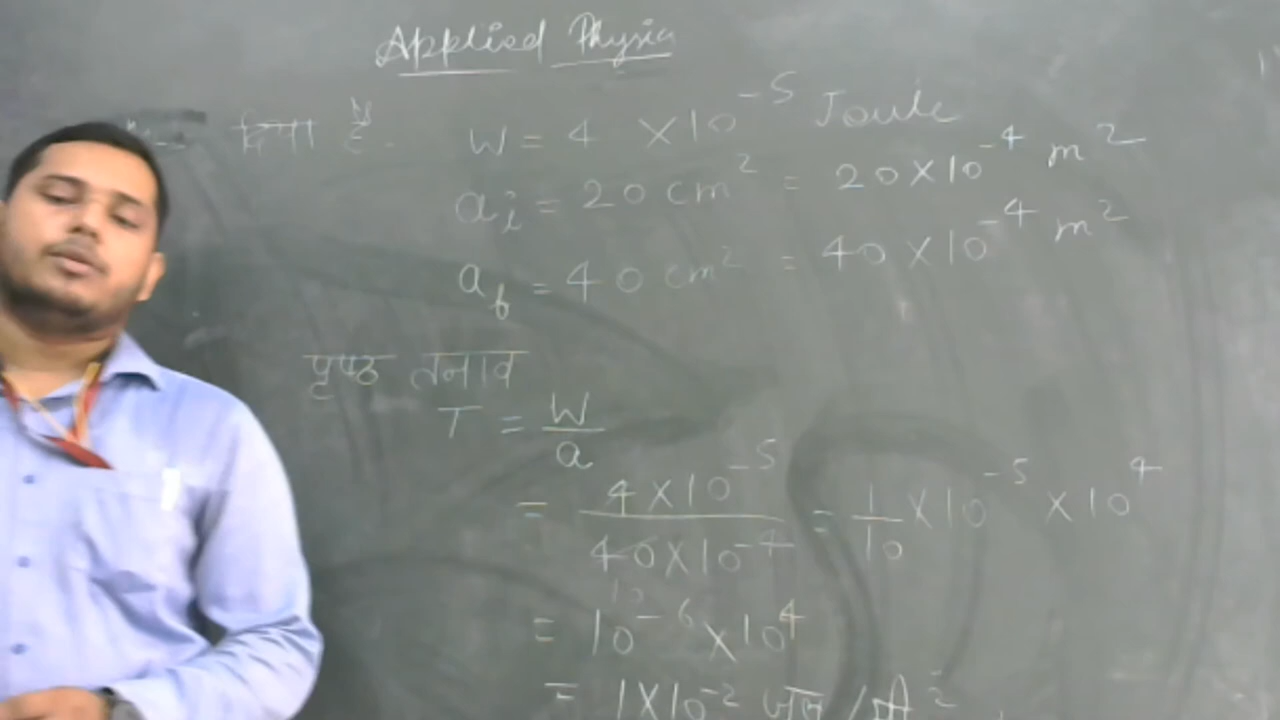 Applied Physics
दिया है - W = 4 × 10⁻⁵ Joule
aᵢ = 20 cm² = 20×10⁻⁴ m²
a_f = 40 cm² = 40×10⁻⁴ m²
पृष्ठ तनाव
T = W/a
= 4×10⁻⁵ / 40×10⁻⁴ = 1/10 ×10⁻⁵ ×10⁴
10
= 10⁻⁶ ×10⁴
= 1×10⁻² जूल /मी²